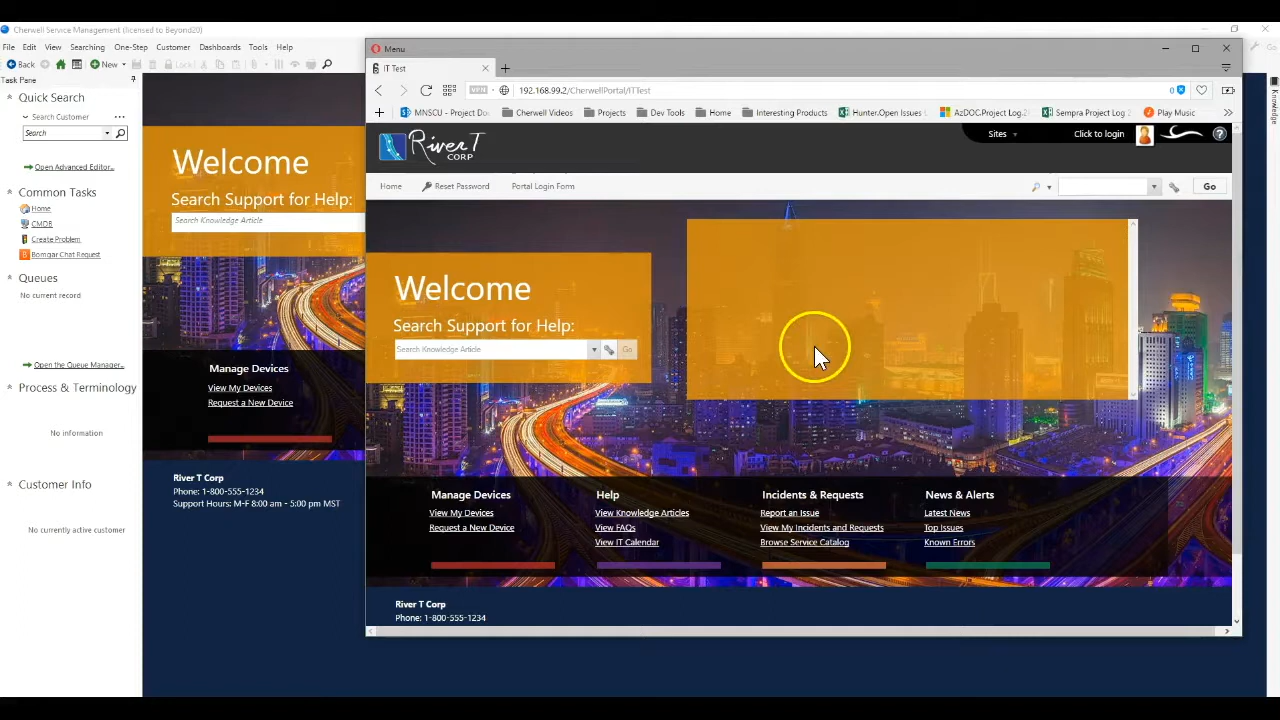 Cherwell Service Management (licensed to Beyond20)
File Edit View Searching One-Step Customer Dashboards Tools Help
Back New Lock
Task Pane
Quick Search
Search Customer
Search
Open Advanced Editor...
Common Tasks
Home
CMDB
Create Problem
Bomgar Chat Request
Queues
No current record
Open the Queue Manager...
Process & Terminology
No information
Customer Info
No currently active customer
Welcome
Search Support for Help:
Search Knowledge Article
Manage Devices
View My Devices
Request a New Device
River T Corp
Phone: 1-800-555-1234
Support Hours: M-F 8:00 am - 5:00 pm MST
Knowledge
Menu
IT Test
VPN 192.168.99.2/CherwellPortal/ITTest 0
MNSCU - Project Do Cherwell Videos Projects Dev Tools Home Interesting Products Hunter.Open Issues AzDOC.Project Log.2 Sempra Project Log Play Music
River T
CORP
Sites Click to login
Home Reset Password Portal Login Form Go
Welcome
Search Support for Help:
Search Knowledge Article Go
Manage Devices
View My Devices
Request a New Device
Help
View Knowledge Articles
View FAQs
View IT Calendar
Incidents & Requests
Report an Issue
View My Incidents and Requests
Browse Service Catalog
News & Alerts
Latest News
Top Issues
Known Errors
River T Corp
Phone: 1-800-555-1234